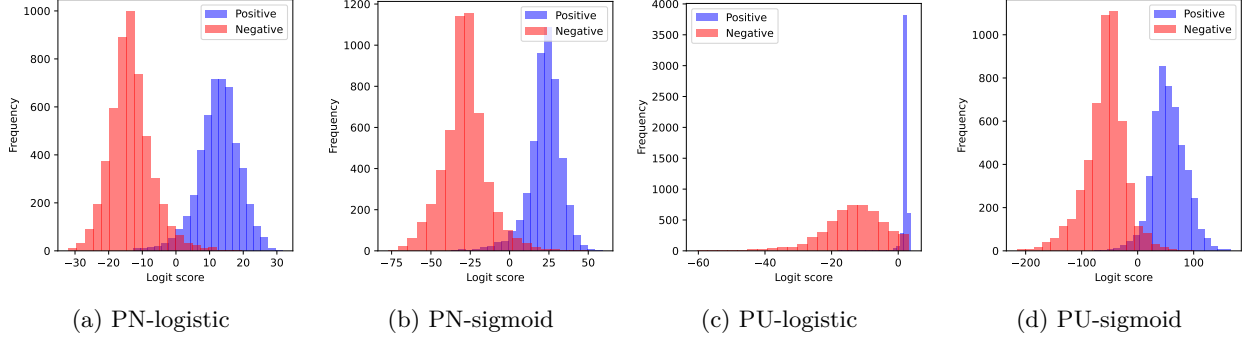 Positive
Negative
1000
800
600
400
200
0
Frequency
−30
−20
−10
0
10
20
30
Logit score
(a) PN-logistic
Positive
Negative
1200
1000
800
600
400
200
0
Frequency
−75
−50
−25
0
25
50
Logit score
(b) PN-sigmoid
Positive
Negative
4000
3500
3000
2500
2000
1500
1000
500
0
Frequency
−60
−40
−20
0
Logit score
(c) PU-logistic
Positive
Negative
1000
800
600
400
200
0
Frequency
−200
−100
0
100
Logit score
(d) PU-sigmoid